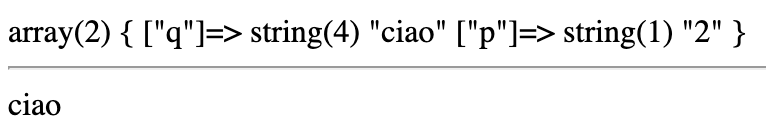 array(2) { ["q"]=> string(4) "ciao" ["p"]=> string(1) "2" }
ciao